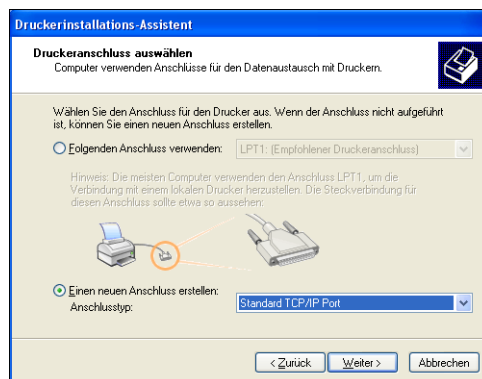 Druckerinstallations-Assistent
Druckeranschluss auswählen
Computer verwenden Anschlüsse für den Datenaustausch mit Druckern.
Wählen Sie den Anschluss für den Drucker aus. Wenn der Anschluss nicht aufgeführt
ist, können Sie einen neuen Anschluss erstellen.
Folgenden Anschluss verwenden: LPT1: (Empfohlener Druckeranschluss)
Hinweis: Die meisten Computer verwenden den Anschluss LPT1, um die
Verbindung mit einem lokalen Drucker herzustellen. Die Steckverbindung für
diesen Anschluss sollte etwa so
aussehen:
Einen neuen Anschluss erstellen:
Anschlusstyp: Standard TCP/IP Port
< Zurück Weiter > Abbrechen